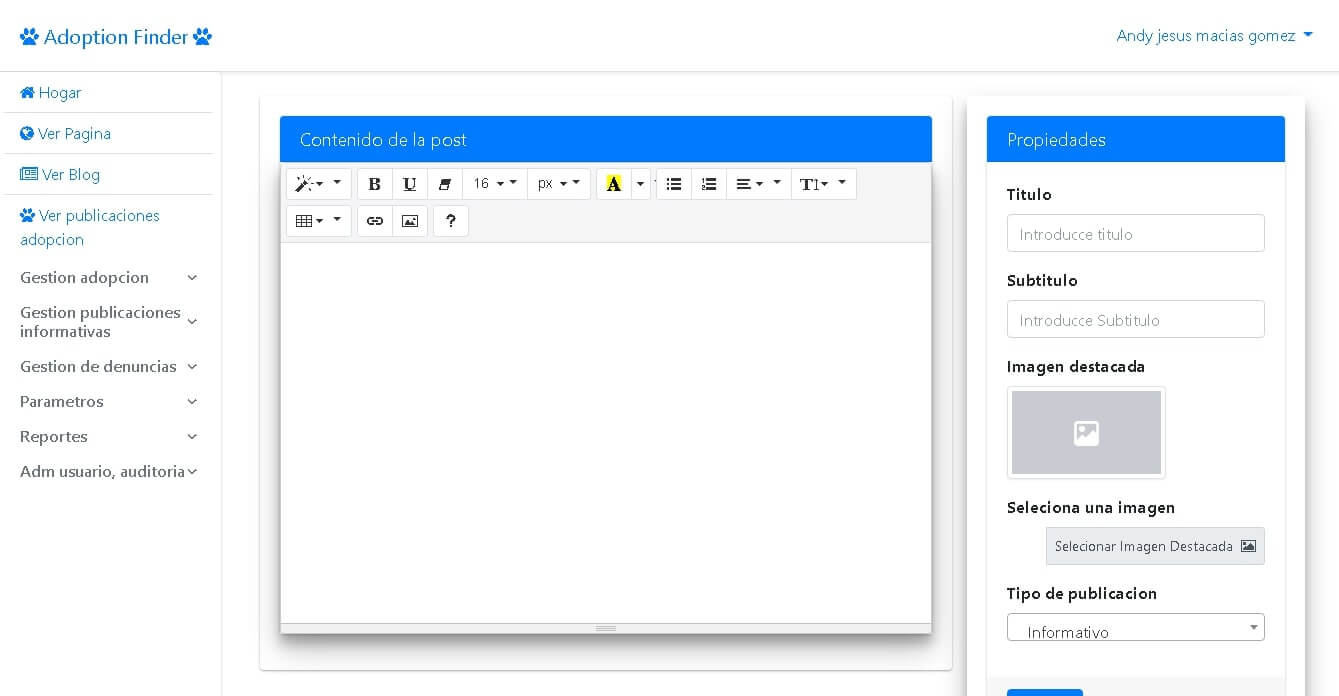 Adoption Finder
Andy jesus macias gomez
Hogar
Ver Pagina
Ver Blog
Ver publicaciones
adopcion
Gestion adopcion
Gestion publicaciones
informativas
Gestion de denuncias
Parametros
Reportes
Adm usuario, auditoria
Contenido de la post
B U 16 px A T1
?
Propiedades
Titulo
Introducce titulo
Subtitulo
Introducce Subtitulo
Imagen destacada
Seleciona una imagen
Selecionar Imagen Destacada
Tipo de publicacion
Informativo